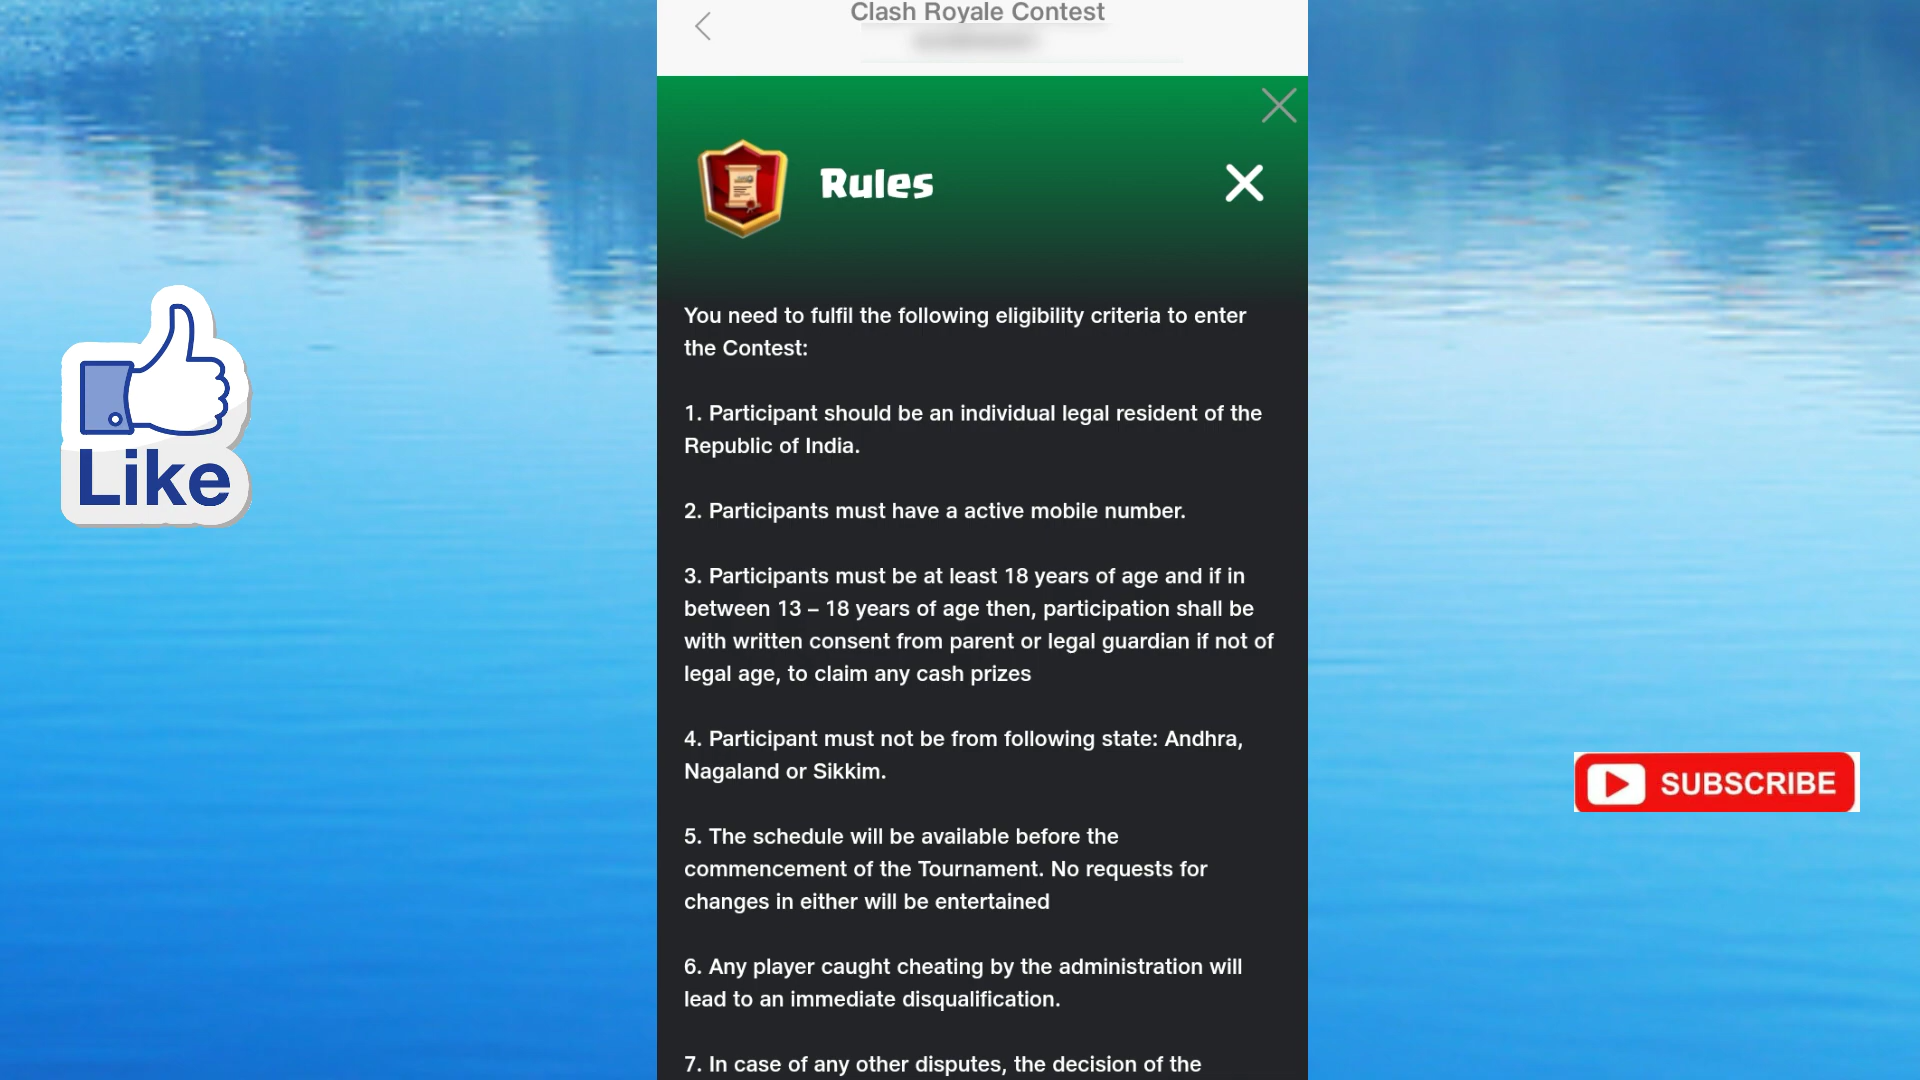 Clash Royale Contest
Rules
You need to fulfil the following eligibility criteria to enter
the Contest:
1. Participant should be an individual legal resident of the
Republic of India.
2. Participants must have a active mobile number.
3. Participants must be at least 18 years of age and if in
between 13 – 18 years of age then, participation shall be
with written consent from parent or legal guardian if not of
legal age, to claim any cash prizes
4. Participant must not be from following state: Andhra,
Nagaland or Sikkim.
5. The schedule will be available before the
commencement of the Tournament. No requests for
changes in either will be entertained
6. Any player caught cheating by the administration will
lead to an immediate disqualification.
7. In case of any other disputes, the decision of the
Like
SUBSCRIBE